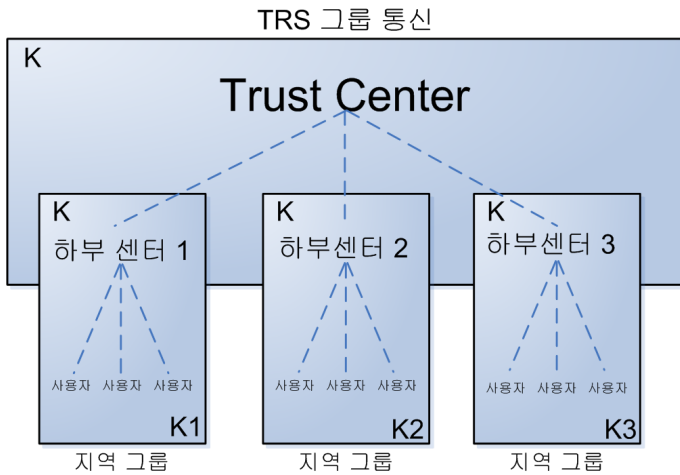 TRS 그룹 통신
K
Trust Center
K
하부 센터 1
사용자 사용자 사용자
K1
지역 그룹
K
하부센터 2
사용자 사용자 사용자
K2
지역 그룹
K
하부센터 3
사용자 사용자 사용자
K3
지역 그룹